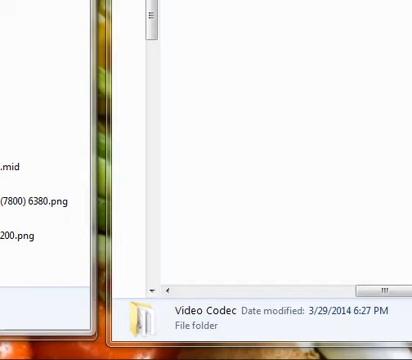 .mid
(7800) 6380.png
200.png
Video Codec Date modified: 3/29/2014 6:27 PM
File folder